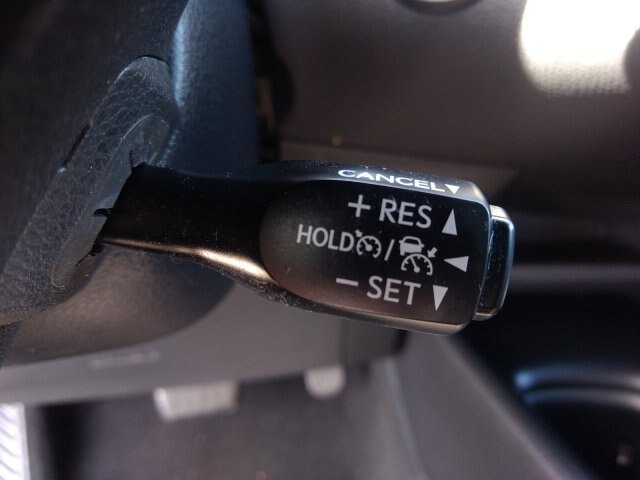 CANCEL▼
+ RES ▲
HOLD / ◄
− SET ▼